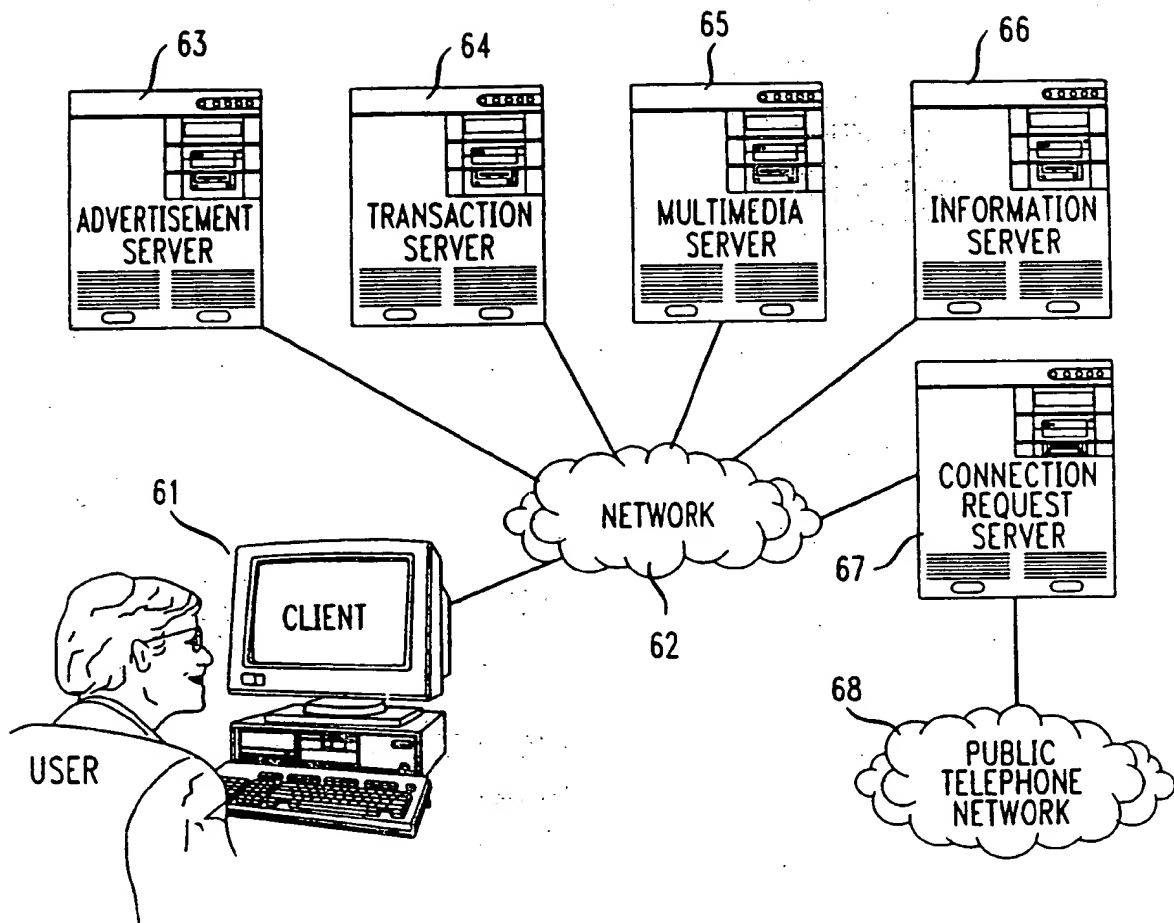 63
64
65
66
ADVERTISEMENT
SERVER
TRANSACTION
SERVER
MULTIMEDIA
SERVER
INFORMATION
SERVER
61
CLIENT
NETWORK
62
CONNECTION
REQUEST
SERVER
67
68
USER
PUBLIC
TELEPHONE
NETWORK